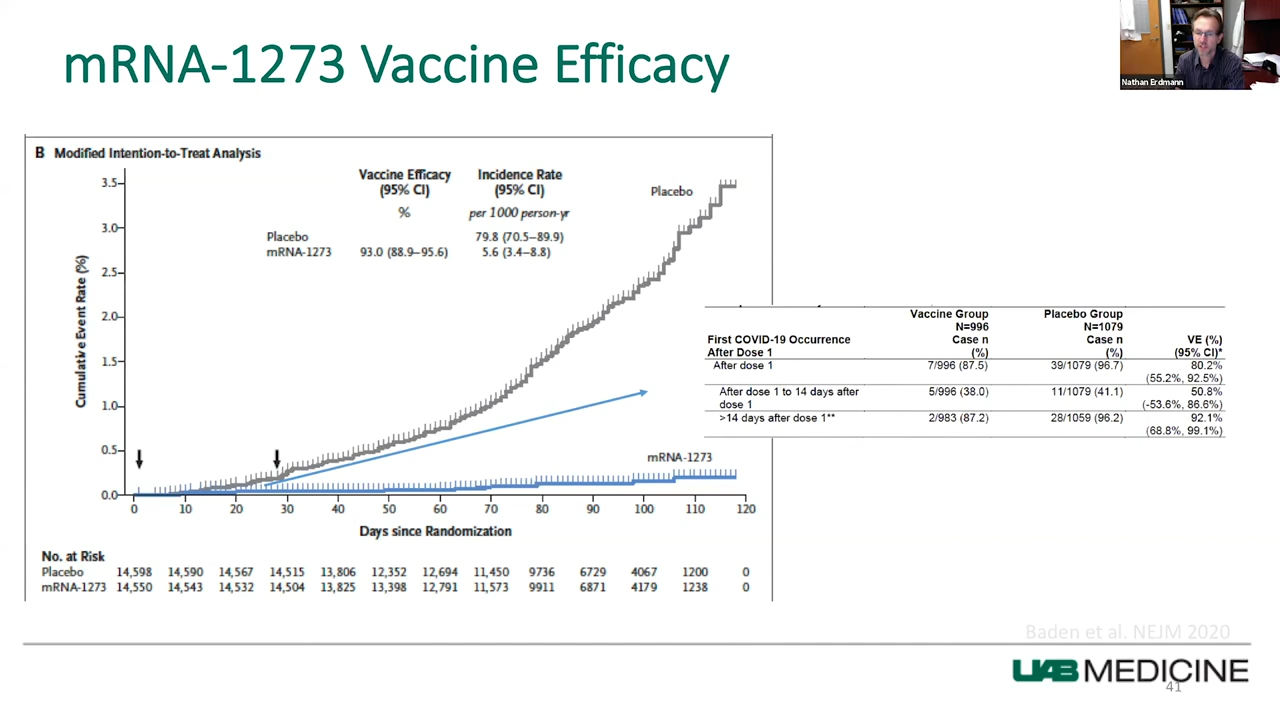 mRNA-1273 Vaccine Efficacy
Nathan Erdmann
B Modified Intention-to-Treat Analysis
Vaccine Efficacy (95% CI)
Incidence Rate (95% CI)
% per 1000 person-yr
Placebo 79.8 (70.5–89.9)
mRNA-1273 93.0 (88.9–95.6) 5.6 (3.4–8.8)
Placebo
mRNA-1273
Cumulative Event Rate (%)
3.5
3.0
2.5
2.0
1.5
1.0
0.5
0.0
0 10 20 30 40 50 60 70 80 90 100 110 120
Days since Randomization
No. at Risk
Placebo 14,598 14,590 14,567 14,515 13,806 12,352 12,694 11,450 9736 6729 4067 1200 0
mRNA-1273 14,550 14,543 14,532 14,504 13,825 13,398 12,791 11,573 9911 6871 4179 1238 0
Vaccine Group Placebo Group
N=996 N=1079
First COVID-19 Occurrence Case n Case n VE (%)
After Dose 1 (%) (%) (95% CI)*
After dose 1 7/996 (87.5) 39/1079 (96.7) 80.2%
(55.2%, 92.5%)
After dose 1 to 14 days after 5/996 (38.0) 11/1079 (41.1) 50.8%
dose 1 (-53.6%, 86.6%)
>14 days after dose 1** 2/983 (87.2) 28/1059 (96.2) 92.1%
(68.8%, 99.1%)
Baden et al. NEJM 2020
UAB MEDICINE
41